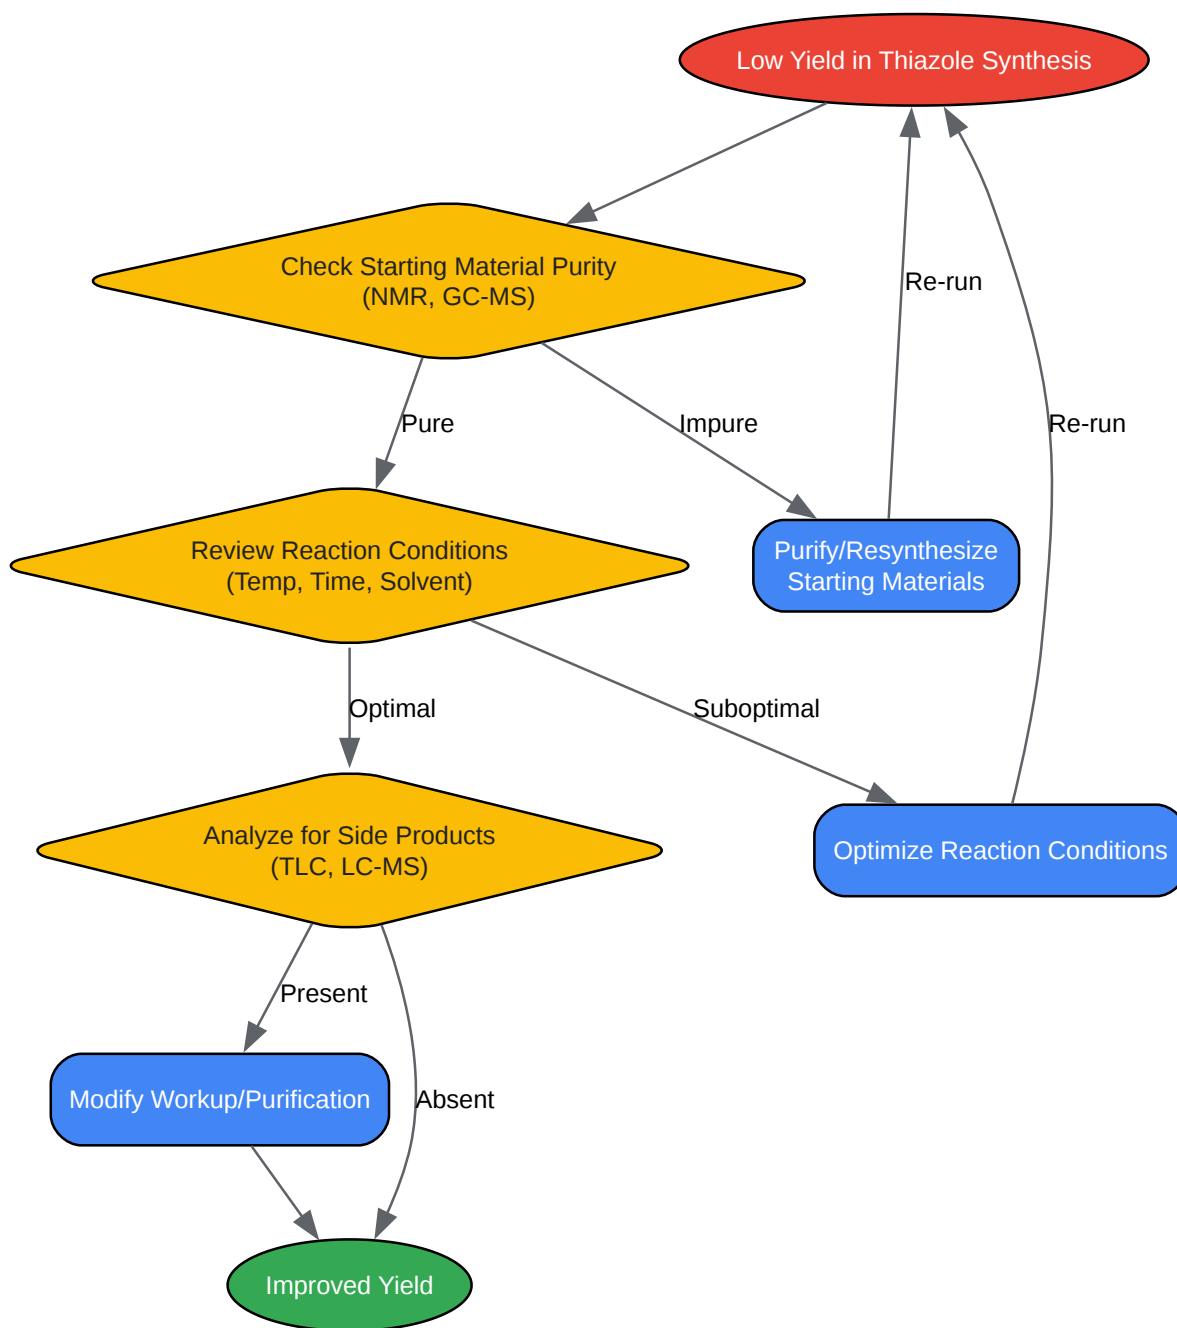 Low Yield in Thiazole Synthesis
Check Starting Material Purity
(NMR, GC-MS)
Re-run
Pure
Impure
Re-run
Review Reaction Conditions
(Temp, Time, Solvent)
Purify/Resynthesize
Starting Materials
Optimal
Suboptimal
Analyze for Side Products
(TLC, LC-MS)
Optimize Reaction Conditions
Present
Modify Workup/Purification
Absent
Improved Yield